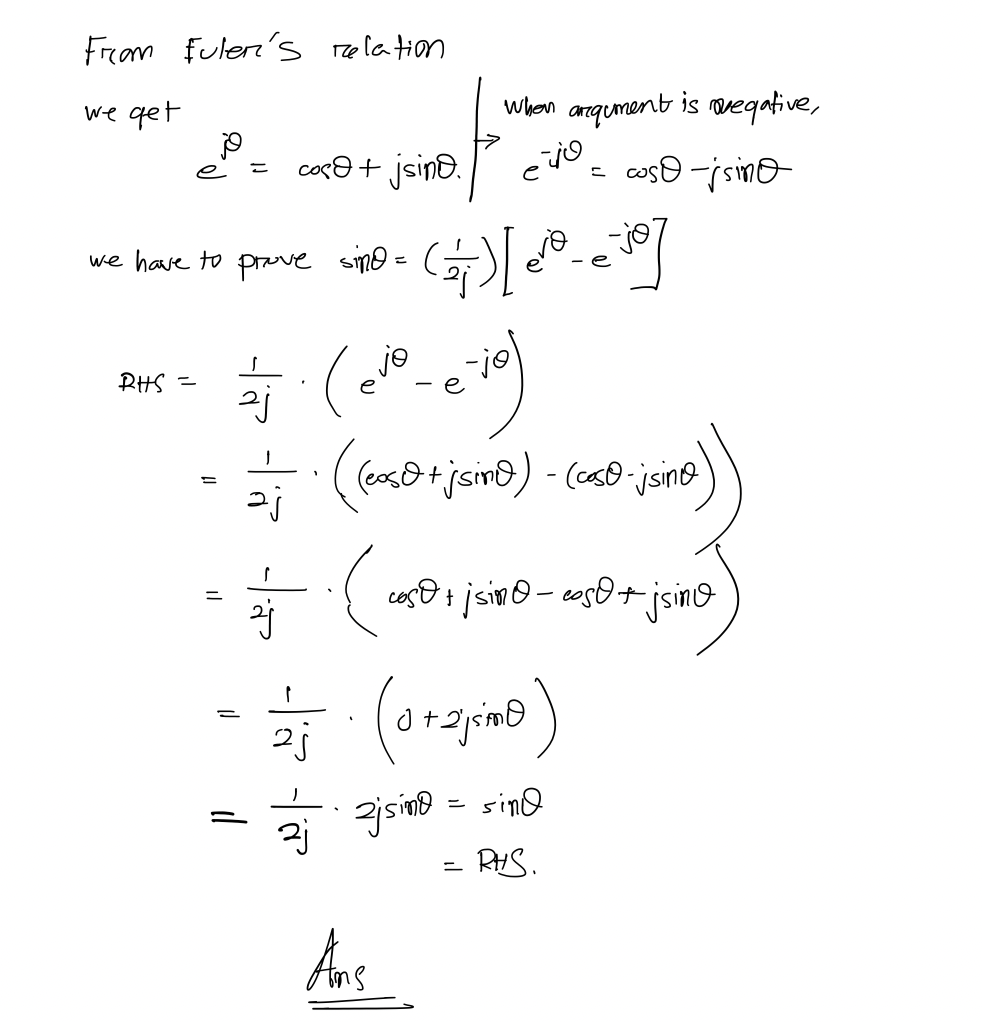 From Euler's relation
we get
e^{jθ} = cosθ + jsinθ. → when argument is negative, e^{-jθ} = cosθ - jsinθ
we have to prove sinθ = (1/2j)[e^{jθ} - e^{-jθ}]
RHS = 1/2j · (e^{jθ} - e^{-jθ})
= 1/2j · ((cosθ + jsinθ) - (cosθ - jsinθ))
= 1/2j · (cosθ + jsinθ - cosθ + jsinθ)
= 1/2j · (0 + 2jsinθ)
= 1/2j · 2jsinθ = sinθ
= RHS.
Ans